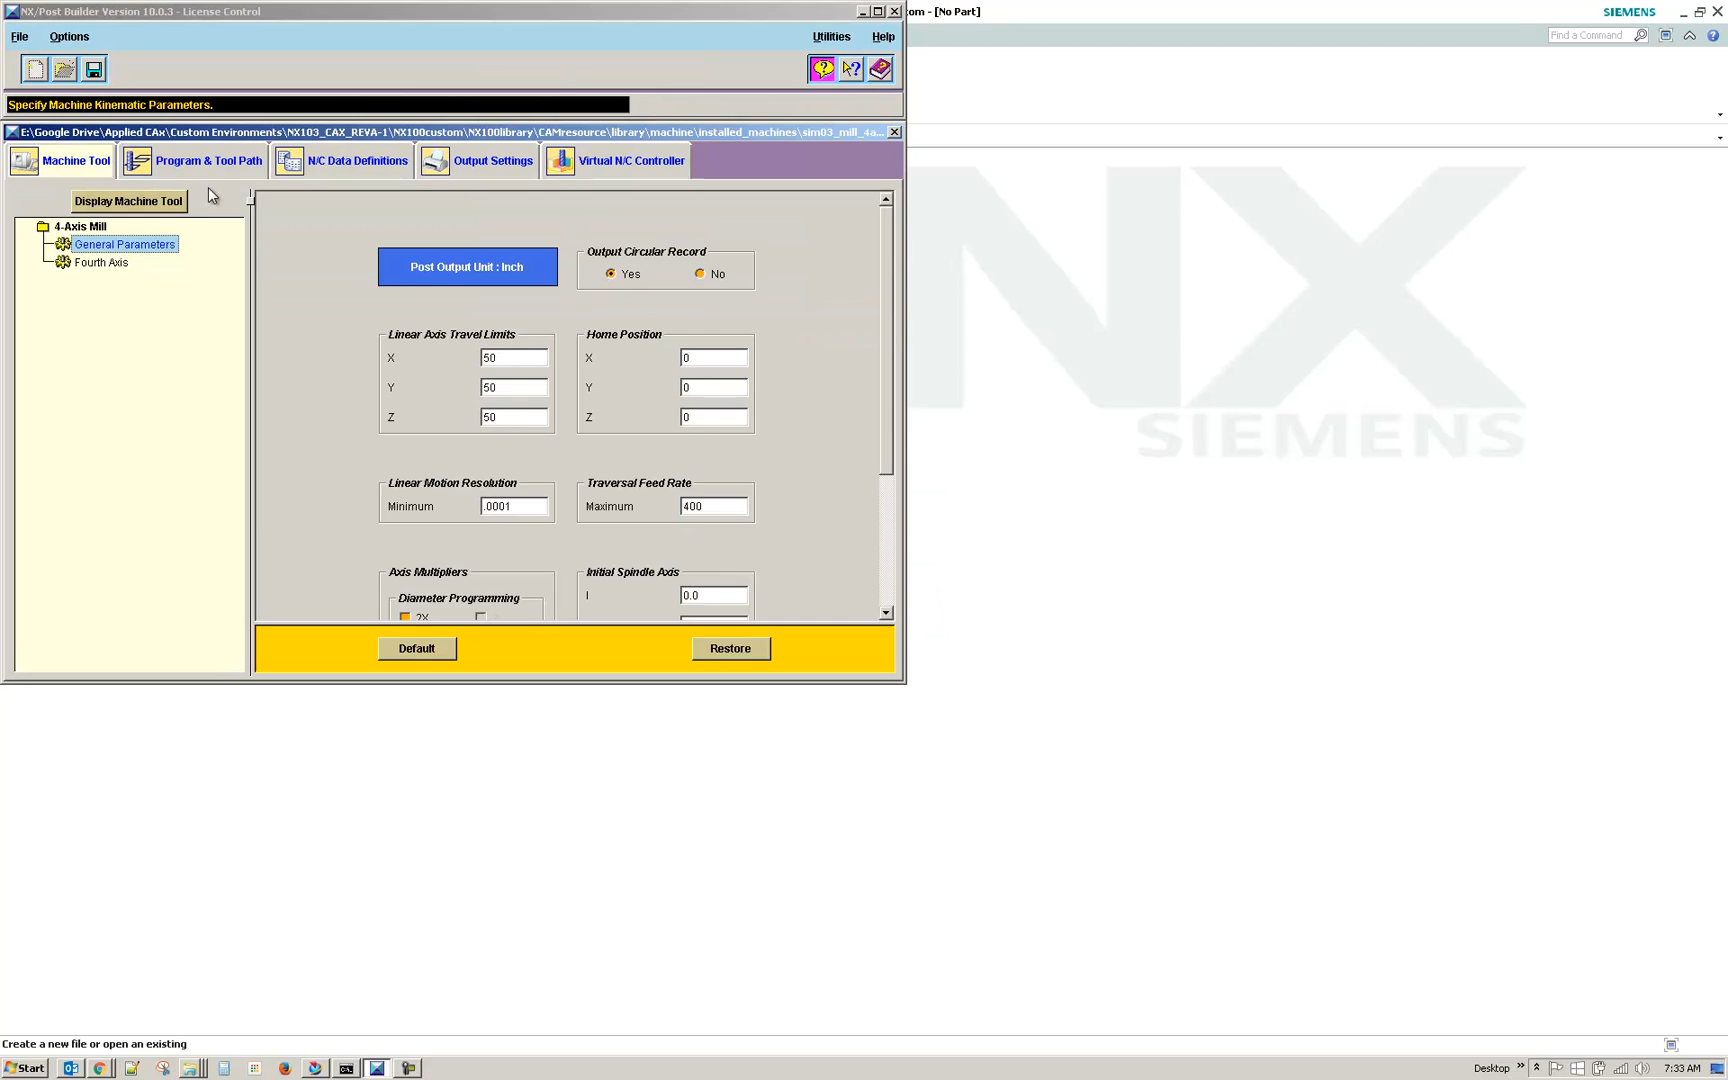 NX/Post Builder Version 10.0.3 - License Control
com - [No Part]
SIEMENS
File Options
Utilities Help
Find a Command
Specify Machine Kinematic Parameters.
E:\Google Drive\Applied CAx\Custom Environments\NX103_CAX_REVA-1\NX100custom\NX100library\CAMresource\library\machine\installed_machines\sim03_mill_4a...
Machine Tool
Program & Tool Path
N/C Data Definitions
Output Settings
Virtual N/C Controller
Display Machine Tool
4-Axis Mill
General Parameters
Fourth Axis
Post Output Unit : Inch
Output Circular Record
Yes No
Linear Axis Travel Limits
X 50
Y 50
Z 50
Home Position
X 0
Y 0
Z 0
Linear Motion Resolution
Minimum .0001
Traversal Feed Rate
Maximum 400
Axis Multipliers
Diameter Programming
2X
Initial Spindle Axis
I 0.0
Default
Restore
NX
SIEMENS
Create a new file or open an existing
Start
Desktop
7:33 AM